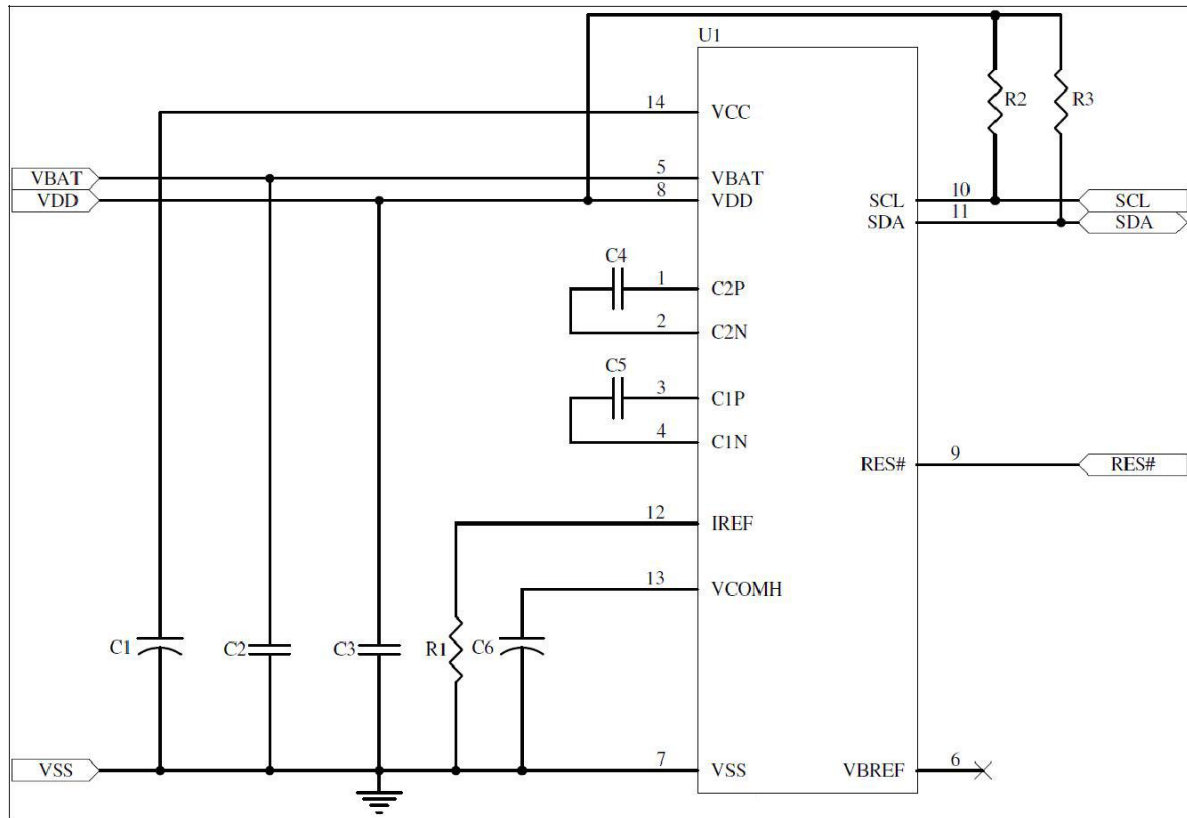 U1
R2
R3
14
VCC
VBAT
5
VBAT
VDD
8
VDD
SCL
10
SCL
SDA
11
SDA
C4
1
C2P
2
C2N
C5
3
C1P
4
C1N
RES#
9
RES#
12
IREF
13
VCOMH
C1
C2
C3
R1
C6
VSS
7
VSS
VBREF
6